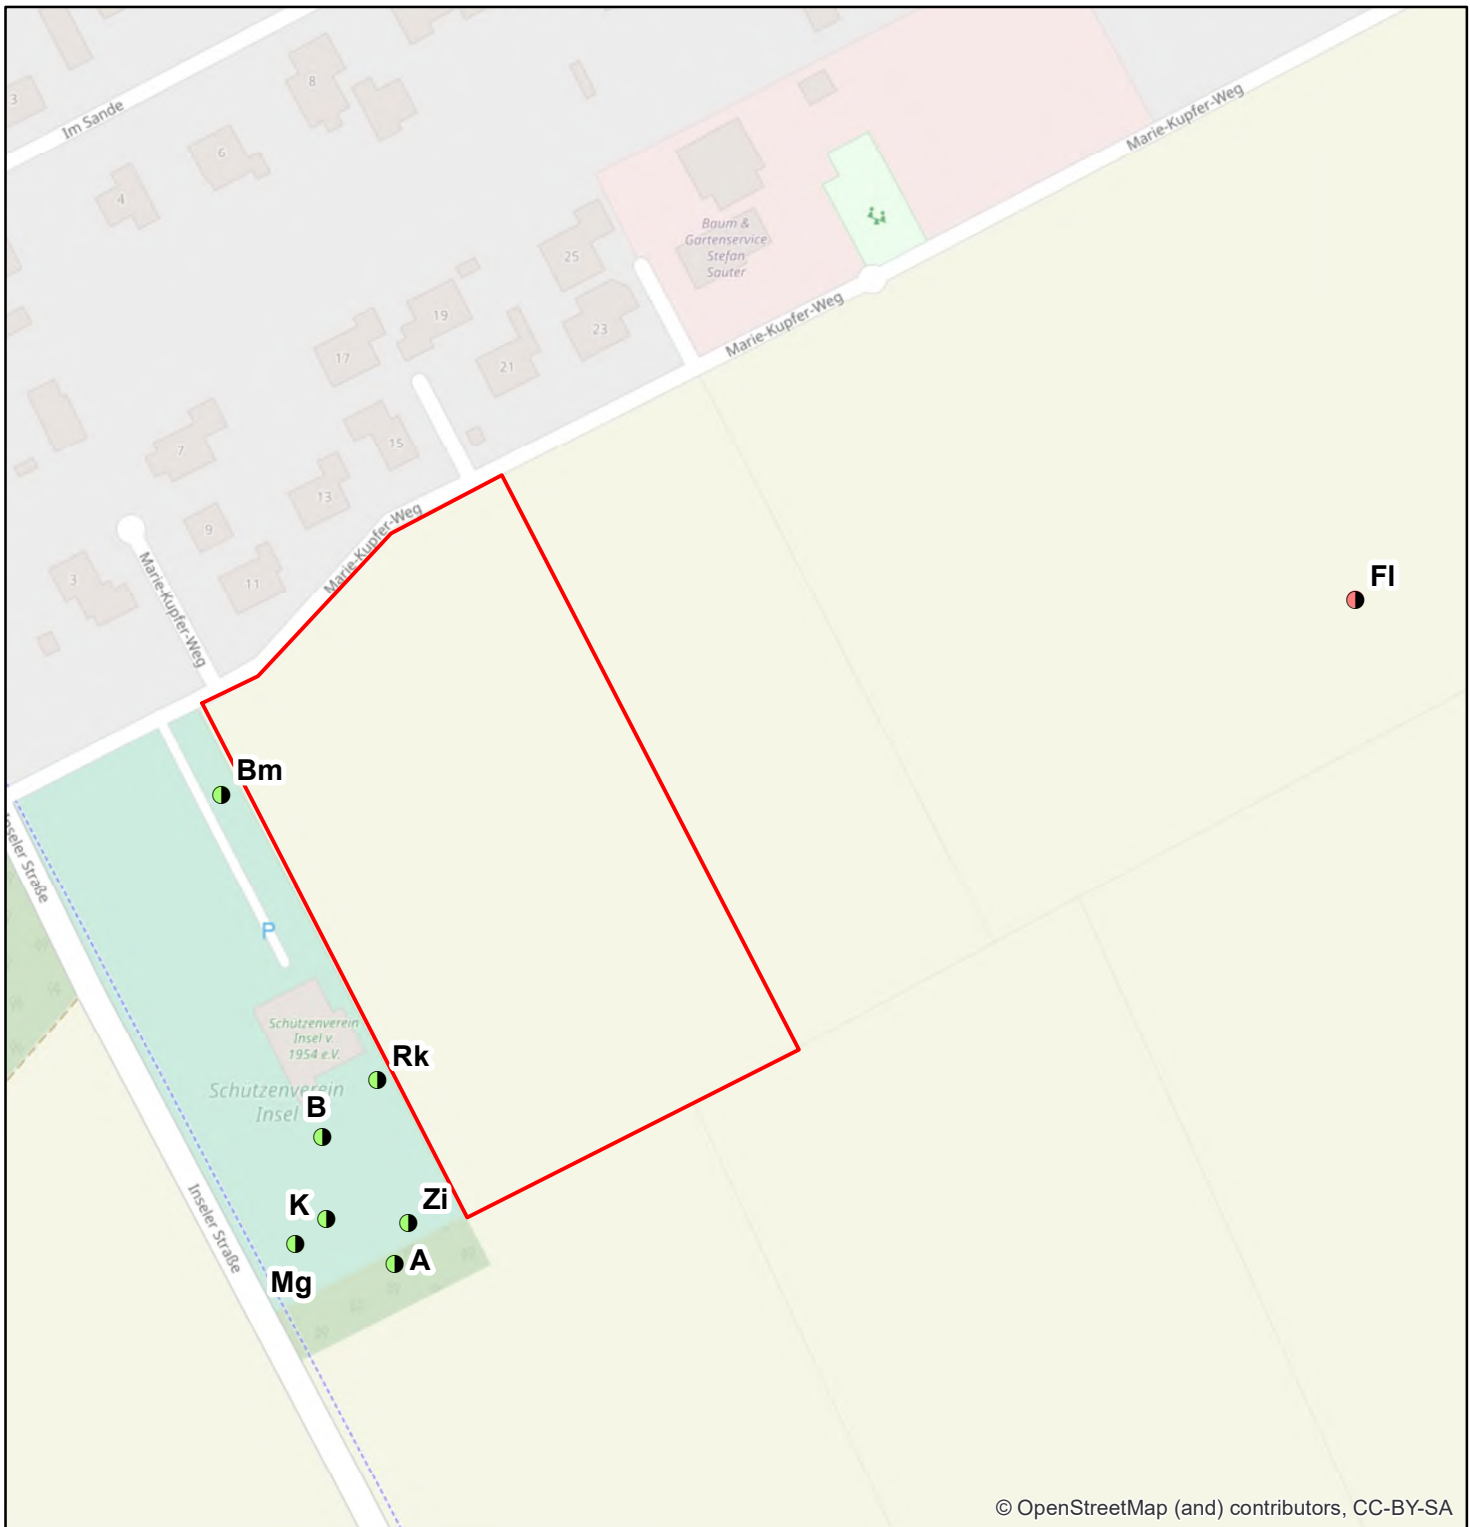 3
8
Im Sande
6
4
Baum &
Gartenservice
Stefan
Sauter
Marie-Kupfer-Weg
25
19
23
Marie-Kupfer-Weg
17
21
15
7
13
9
Marie-Kupfer-Weg
11
3
Marie-Kupfer-Weg
Fl
Bm
Inseler Straße
P
Schützenverein
Insel v.
1954 e.V.
Rk
Schützenverein
Insel
B
K
Zi
Inseler Straße
A
Mg
© OpenStreetMap (and) contributors, CC-BY-SA